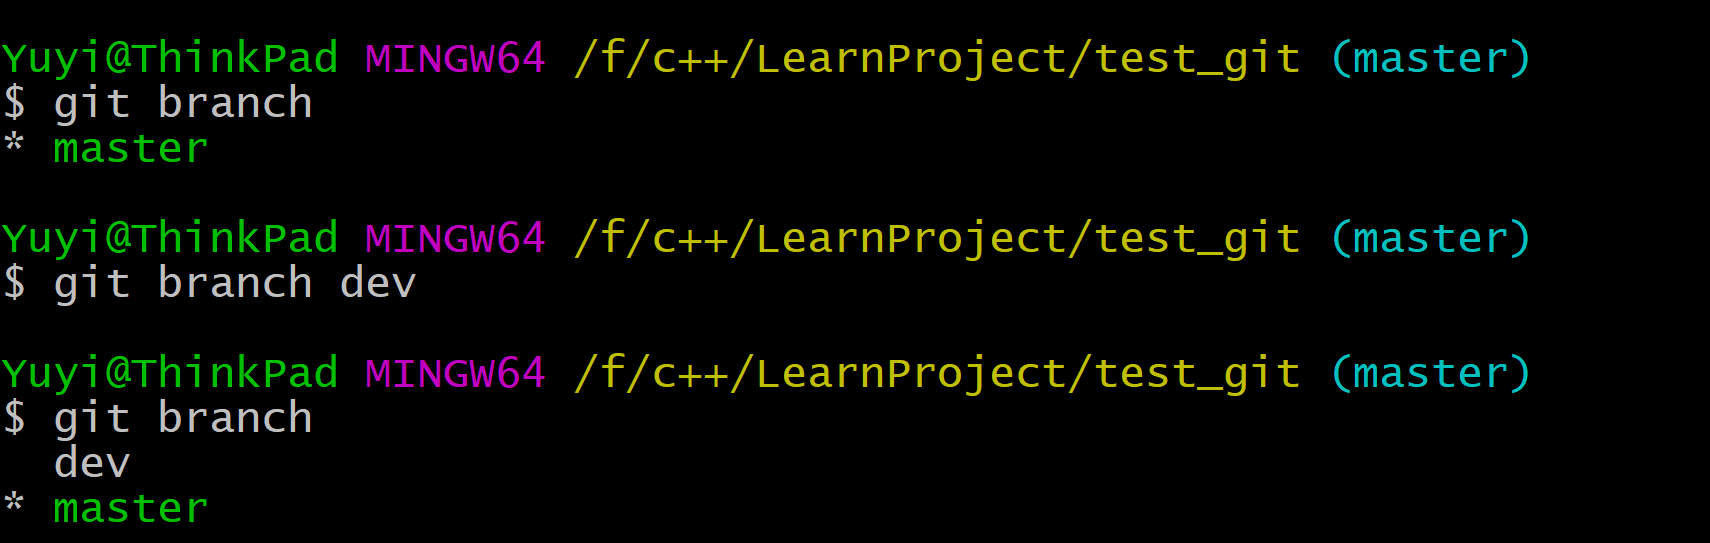 Yuyi@ThinkPad MINGW64 /f/c++/LearnProject/test_git (master)
$ git branch
* master
Yuyi@ThinkPad MINGW64 /f/c++/LearnProject/test_git (master)
$ git branch dev
Yuyi@ThinkPad MINGW64 /f/c++/LearnProject/test_git (master)
$ git branch
  dev
* master